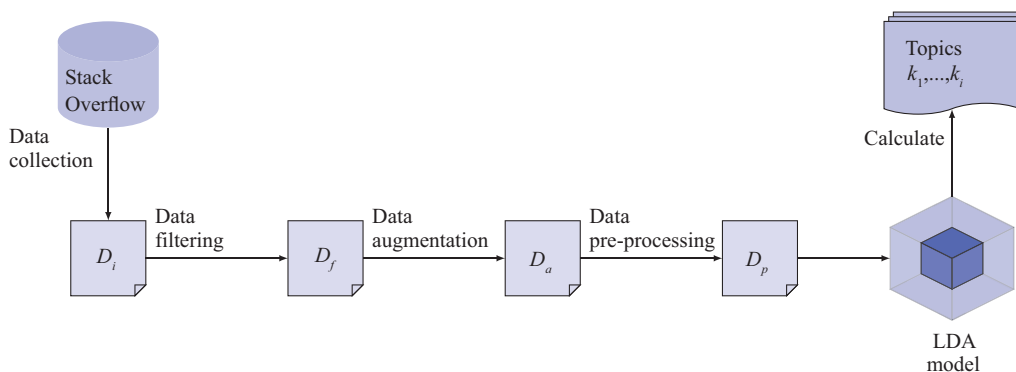 Stack
Overflow
Topics
k₁,...,kᵢ
Data
collection
Calculate
Data
filtering
Data
augmentation
Data
pre-processing
Dᵢ
D_f
Dₐ
Dₚ
LDA
model